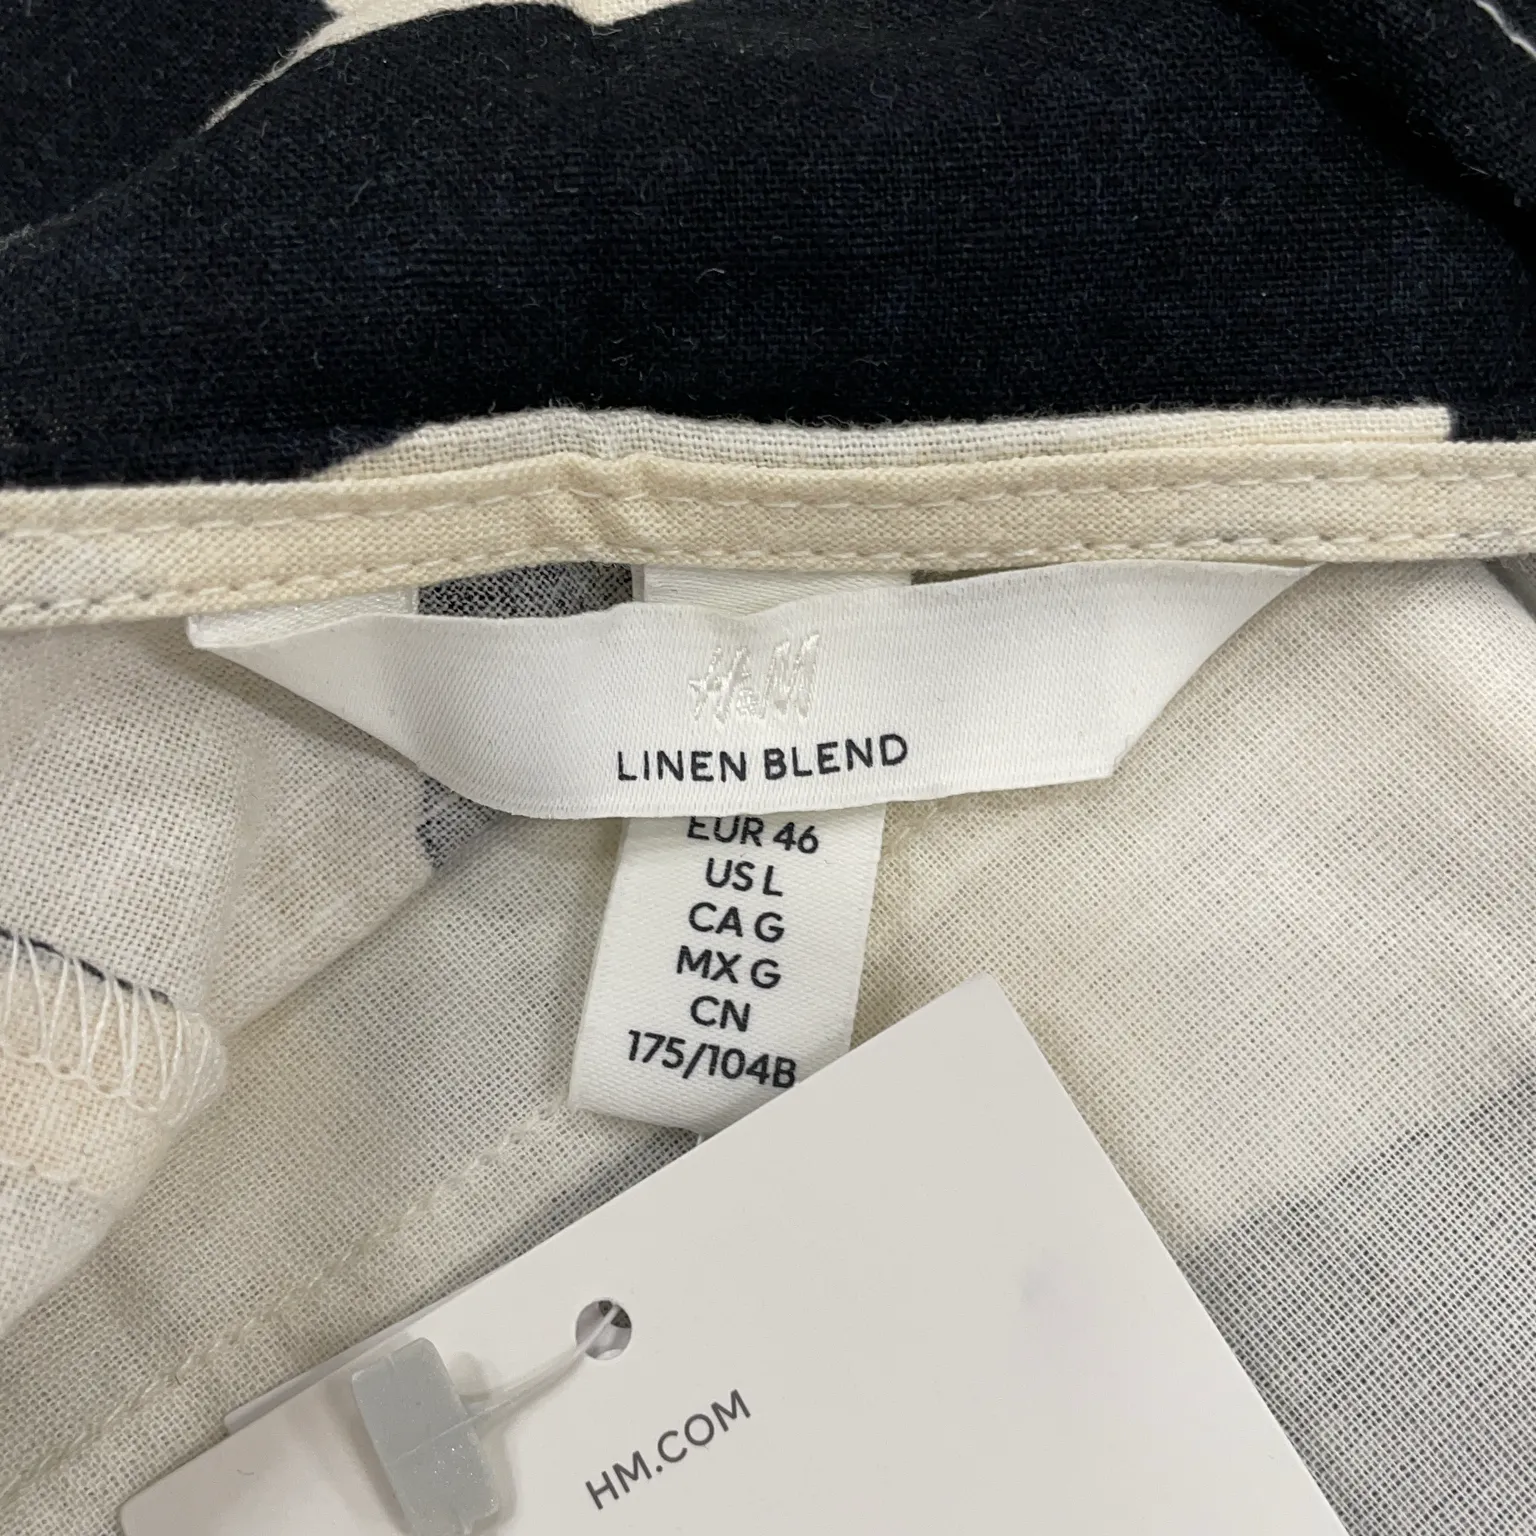 H&M
LINEN BLEND
EUR 46
US L
CA G
MX G
CN
175/104B
HM.COM